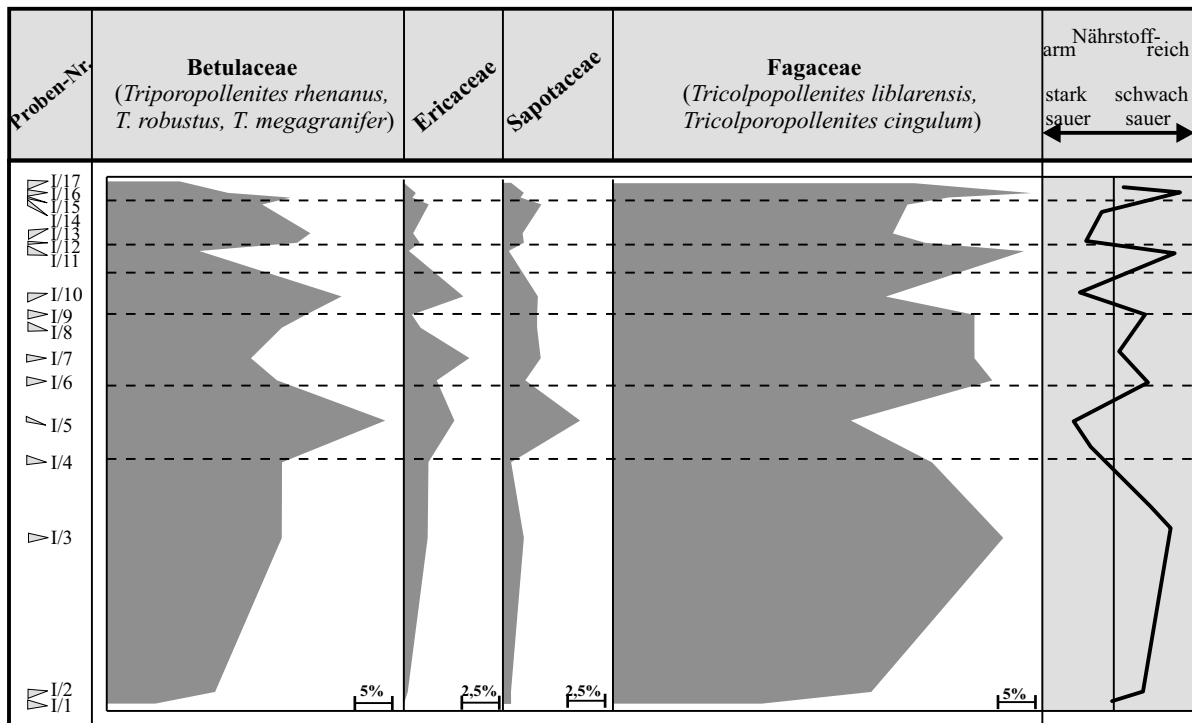 Proben-Nr.
Betulaceae
(Triporopollenites rhenanus,
T. robustus, T. megagranifer)
Ericaceae
Sapotaceae
Fagaceae
(Tricolpopollenites liblarensis,
Tricolporopollenites cingulum)
Nährstoff-
arm reich
stark schwach
sauer sauer
I/17
I/16
I/15
I/14
I/13
I/12
I/11
I/10
I/9
I/8
I/7
I/6
I/5
I/4
I/3
I/2
I/1
5% 2,5% 2,5% 5%